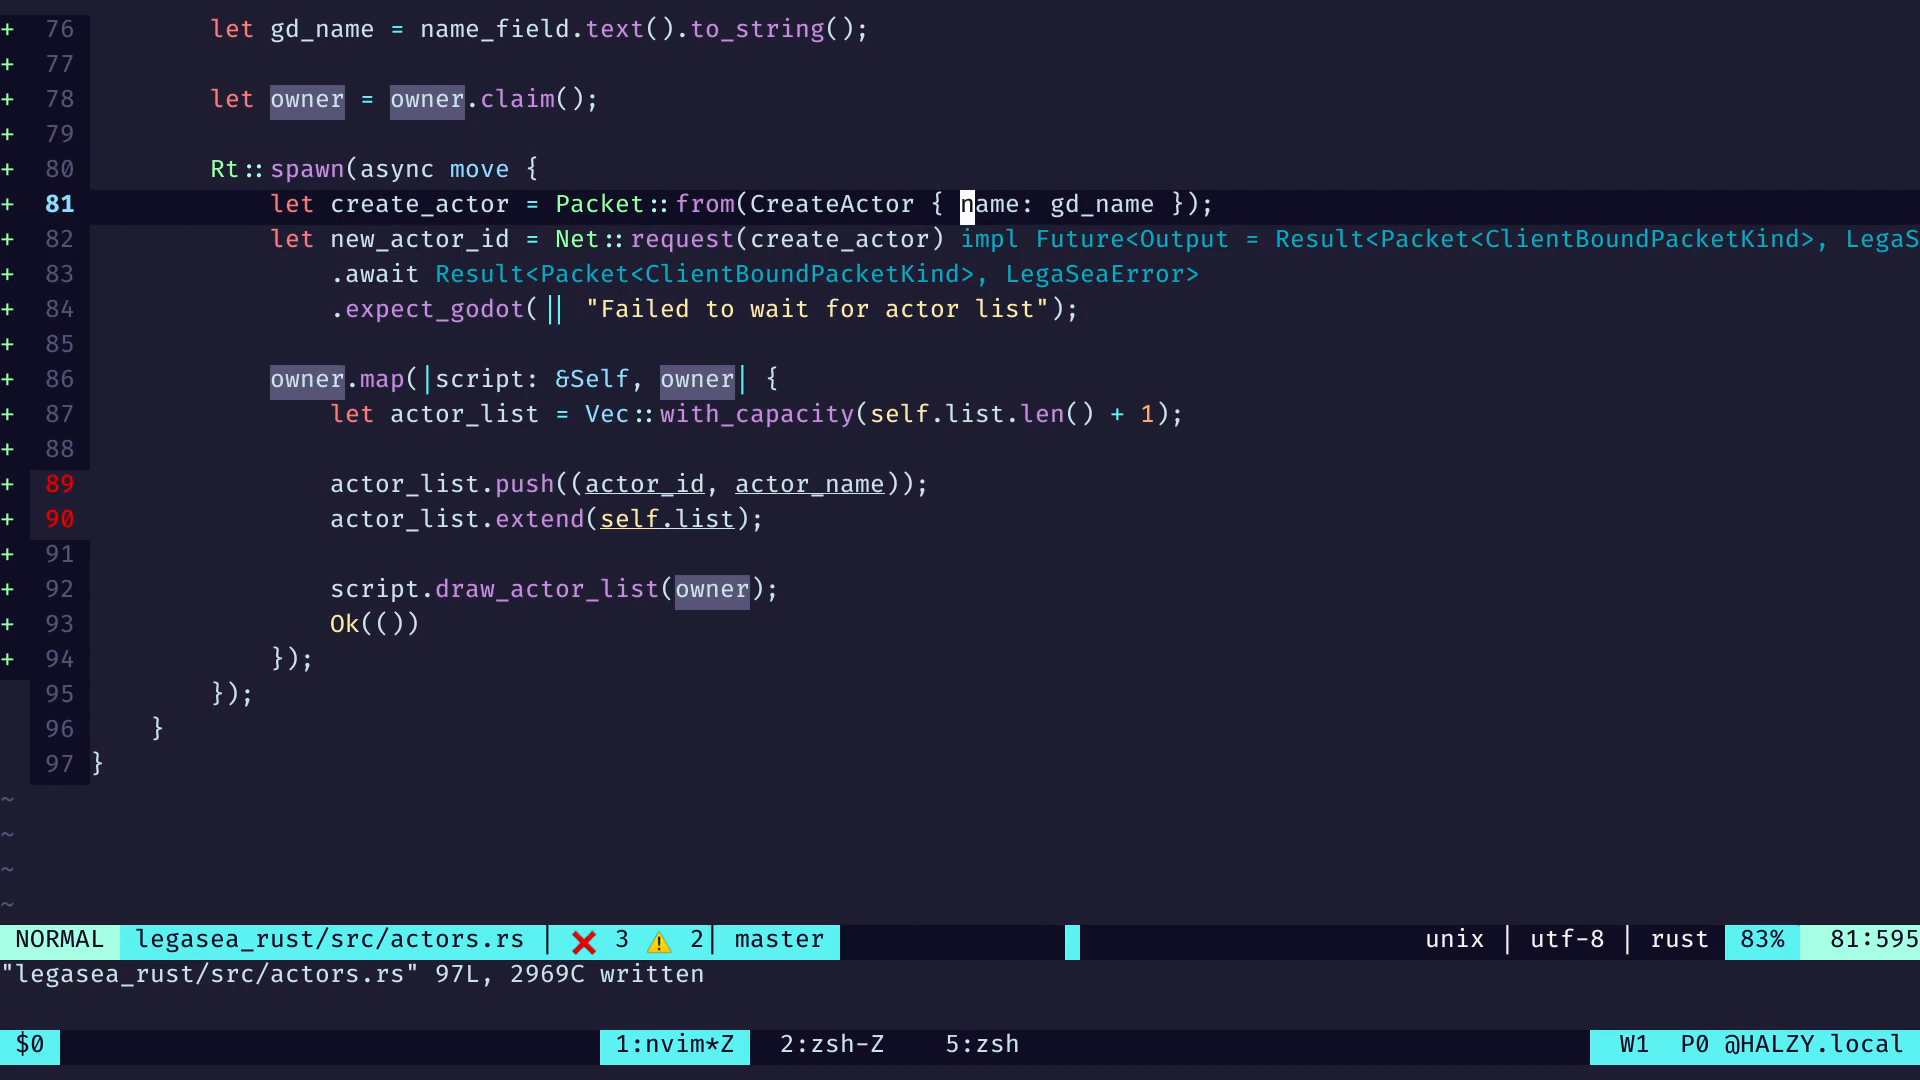 + 76         let gd_name = name_field.text().to_string();
+ 77
+ 78         let owner = owner.claim();
+ 79
+ 80         Rt::spawn(async move {
+ 81             let create_actor = Packet::from(CreateActor { name: gd_name });
+ 82             let new_actor_id = Net::request(create_actor) impl Future<Output = Result<Packet<ClientBoundPacketKind>, LegaS
+ 83                 .await Result<Packet<ClientBoundPacketKind>, LegaSeaError>
+ 84                 .expect_godot(|| "Failed to wait for actor list");
+ 85
+ 86             owner.map(|script: &Self, owner| {
+ 87                 let actor_list = Vec::with_capacity(self.list.len() + 1);
+ 88
+ 89                 actor_list.push((actor_id, actor_name));
+ 90                 actor_list.extend(self.list);
+ 91
+ 92                 script.draw_actor_list(owner);
+ 93                 Ok(())
+ 94             });
95         });
96     }
97 }
~
~
~
~
NORMAL legasea_rust/src/actors.rs | ❌ 3 ⚠ 2| master unix | utf-8 | rust 83% 81:595
"legasea_rust/src/actors.rs" 97L, 2969C written
$0 1:nvim*Z 2:zsh-Z 5:zsh W1 P0 @HALZY.local